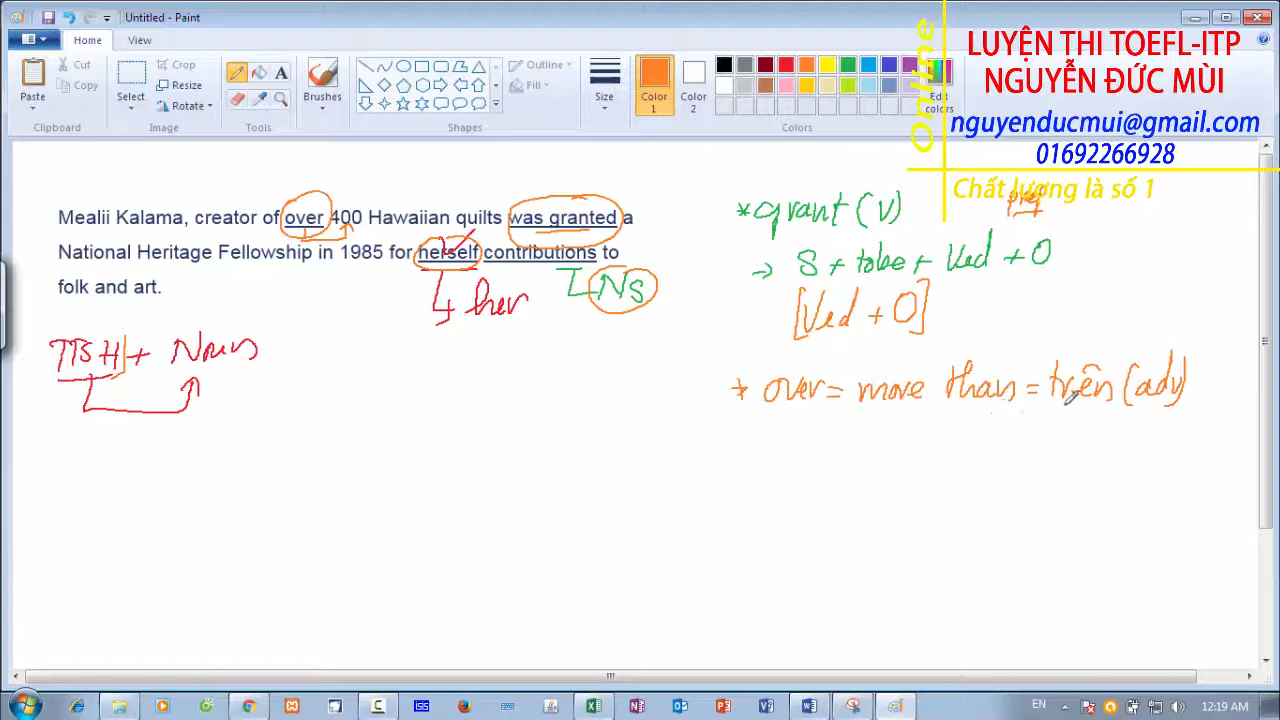 Untitled - Paint
Home
View
Paste
Cut
Copy
Clipboard
Select
Crop
Resize
Rotate
Image
Tools
Brushes
Shapes
Outline
Fill
Size
Color 1
Color 2
Edit colors
Colors
Online
LUYỆN THI TOEFL-ITP
NGUYỄN ĐỨC MÙI
nguyenducmui@gmail.com
01692266928
Chất lượng là số 1
Mealii Kalama, creator of over 400 Hawaiian quilts was granted a
National Heritage Fellowship in 1985 for herself contributions to
folk and art.
her
Ns
TTSH + Noun
* grant (v)
→ S + tobe + Ved + O
[Ved + O]
* over = more than = trên (adv)
EN
12:19 AM